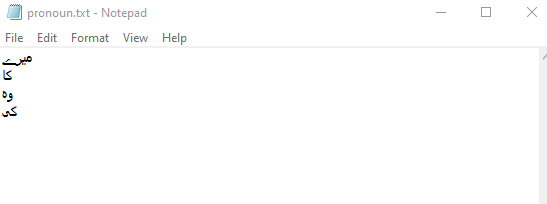 pronoun.txt - Notepad
File Edit Format View Help
میرے
کا
وہ
کی